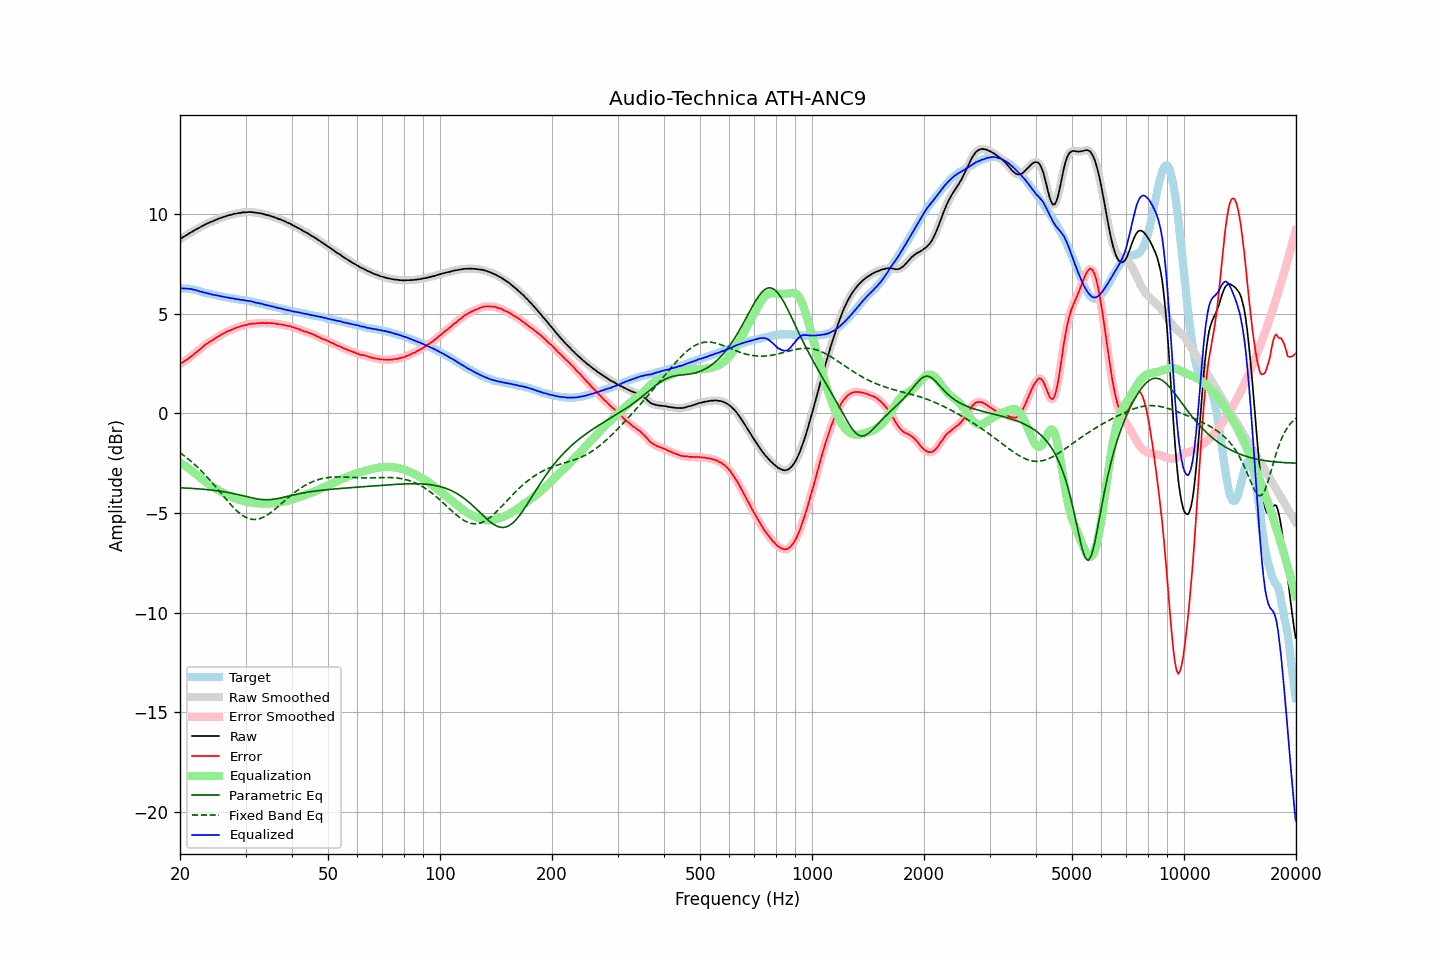 Audio-Technica ATH-ANC9
Amplitude (dBr)
10
5
0
−5
−10
−15
−20
Target
Raw Smoothed
Error Smoothed
Raw
Error
Equalization
Parametric Eq
Fixed Band Eq
Equalized
20 50 100 200 500 1000 2000 5000 10000 20000
Frequency (Hz)